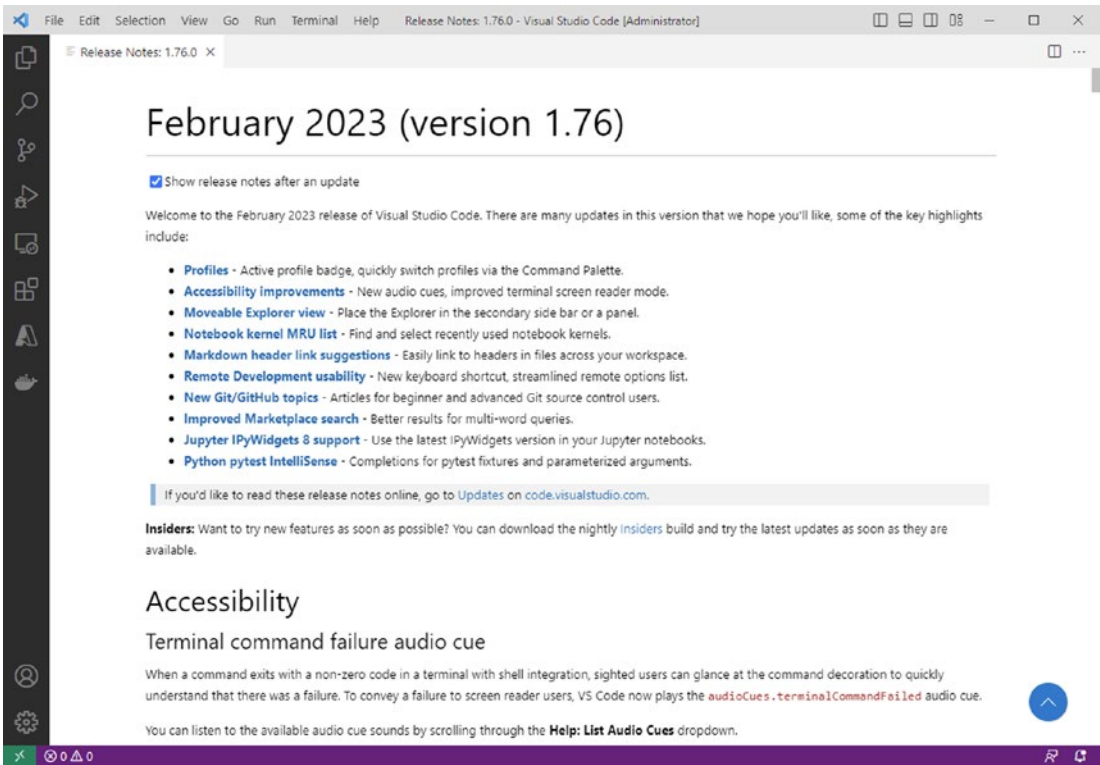 File Edit Selection View Go Run Terminal Help Release Notes: 1.76.0 - Visual Studio Code [Administrator]
Release Notes: 1.76.0
February 2023 (version 1.76)
Show release notes after an update
Welcome to the February 2023 release of Visual Studio Code. There are many updates in this version that we hope you'll like, some of the key highlights
include:
• Profiles - Active profile badge, quickly switch profiles via the Command Palette.
• Accessibility improvements - New audio cues, improved terminal screen reader mode.
• Moveable Explorer view - Place the Explorer in the secondary side bar or a panel.
• Notebook kernel MRU list - Find and select recently used notebook kernels.
• Markdown header link suggestions - Easily link to headers in files across your workspace.
• Remote Development usability - New keyboard shortcut, streamlined remote options list.
• New Git/GitHub topics - Articles for beginner and advanced Git source control users.
• Improved Marketplace search - Better results for multi-word queries.
• Jupyter IPyWidgets 8 support - Use the latest IPyWidgets version in your Jupyter notebooks.
• Python pytest IntelliSense - Completions for pytest fixtures and parameterized arguments.
If you'd like to read these release notes online, go to Updates on code.visualstudio.com.
Insiders: Want to try new features as soon as possible? You can download the nightly Insiders build and try the latest updates as soon as they are
available.
Accessibility
Terminal command failure audio cue
When a command exits with a non-zero code in a terminal with shell integration, sighted users can glance at the command decoration to quickly
understand that there was a failure. To convey a failure to screen reader users, VS Code now plays the audioCues.terminalCommandFailed audio cue.
You can listen to the available audio cue sounds by scrolling through the Help: List Audio Cues dropdown.
0 0